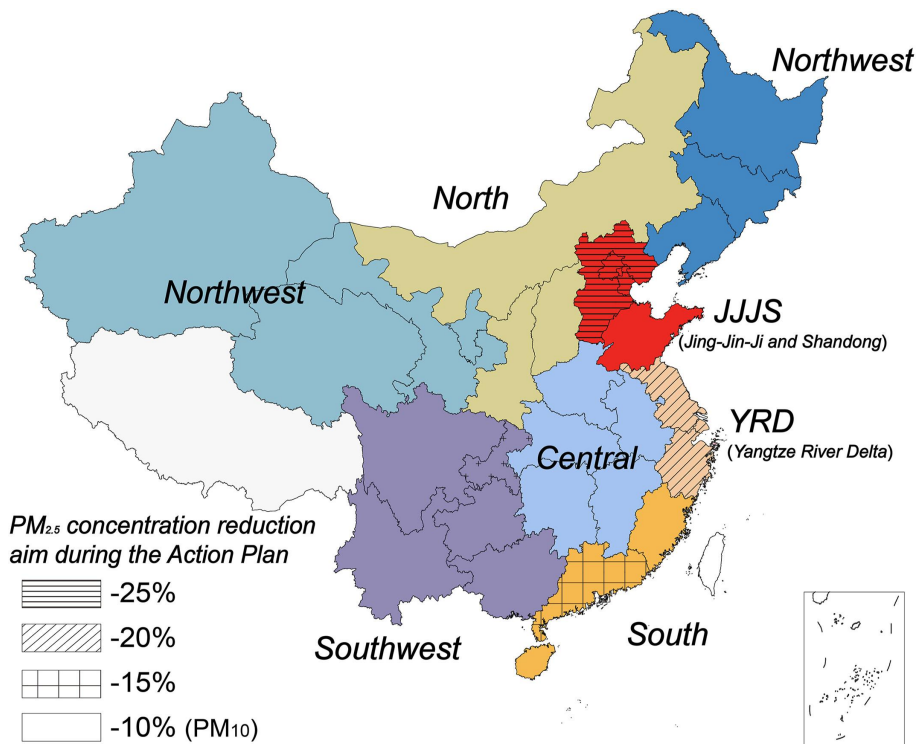 Northwest
North
Northwest
JJJS
(Jing-Jin-Ji and Shandong)
YRD
(Yangtze River Delta)
Central
PM2.5 concentration reduction
aim during the Action Plan
-25%
-20%
-15%
-10% (PM10)
Southwest
South